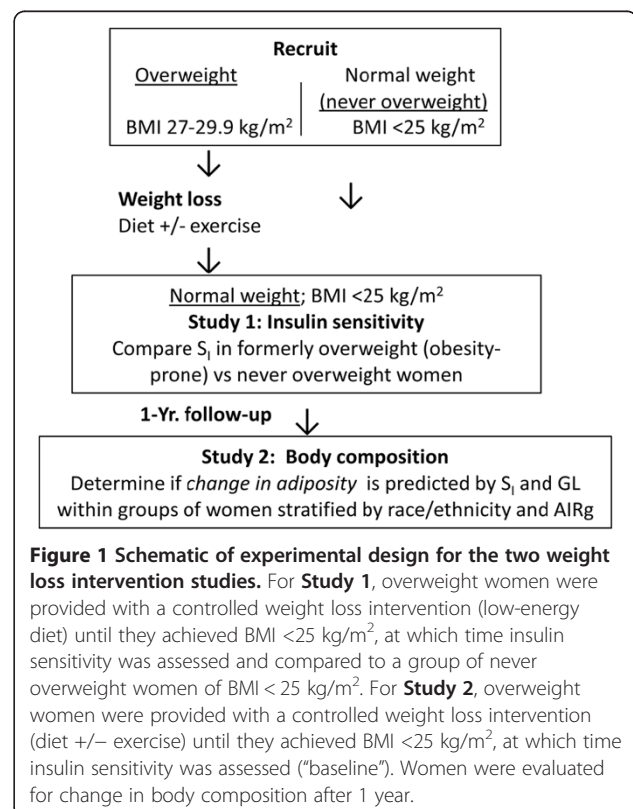 Recruit
Overweight
Normal weight
(never overweight)
BMI 27-29.9 kg/m²
BMI <25 kg/m²
Weight loss
Diet +/- exercise
Normal weight; BMI <25 kg/m²
Study 1: Insulin sensitivity
Compare S_I in formerly overweight (obesity-
prone) vs never overweight women
1-Yr. follow-up
Study 2: Body composition
Determine if change in adiposity is predicted by S_I and GL
within groups of women stratified by race/ethnicity and AIRg
Figure 1 Schematic of experimental design for the two weight
loss intervention studies. For Study 1, overweight women were
provided with a controlled weight loss intervention (low-energy
diet) until they achieved BMI <25 kg/m², at which time insulin
sensitivity was assessed and compared to a group of never
overweight women of BMI < 25 kg/m². For Study 2, overweight
women were provided with a controlled weight loss intervention
(diet +/− exercise) until they achieved BMI <25 kg/m², at which time
insulin sensitivity was assessed (“baseline”). Women were evaluated
for change in body composition after 1 year.